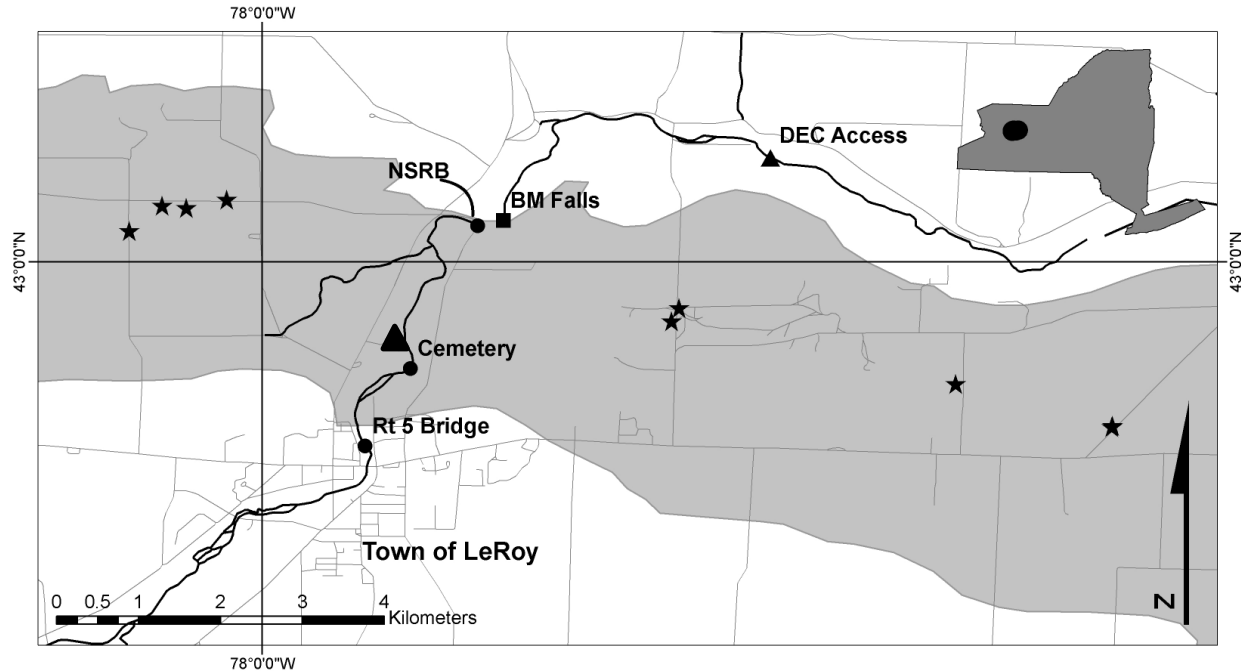 78°0'0"W
DEC Access
NSRB
BM Falls
43°0'0"N
43°0'0"N
Cemetery
Rt 5 Bridge
Town of LeRoy
0 0.5 1 2 3 4
Kilometers
N
78°0'0"W